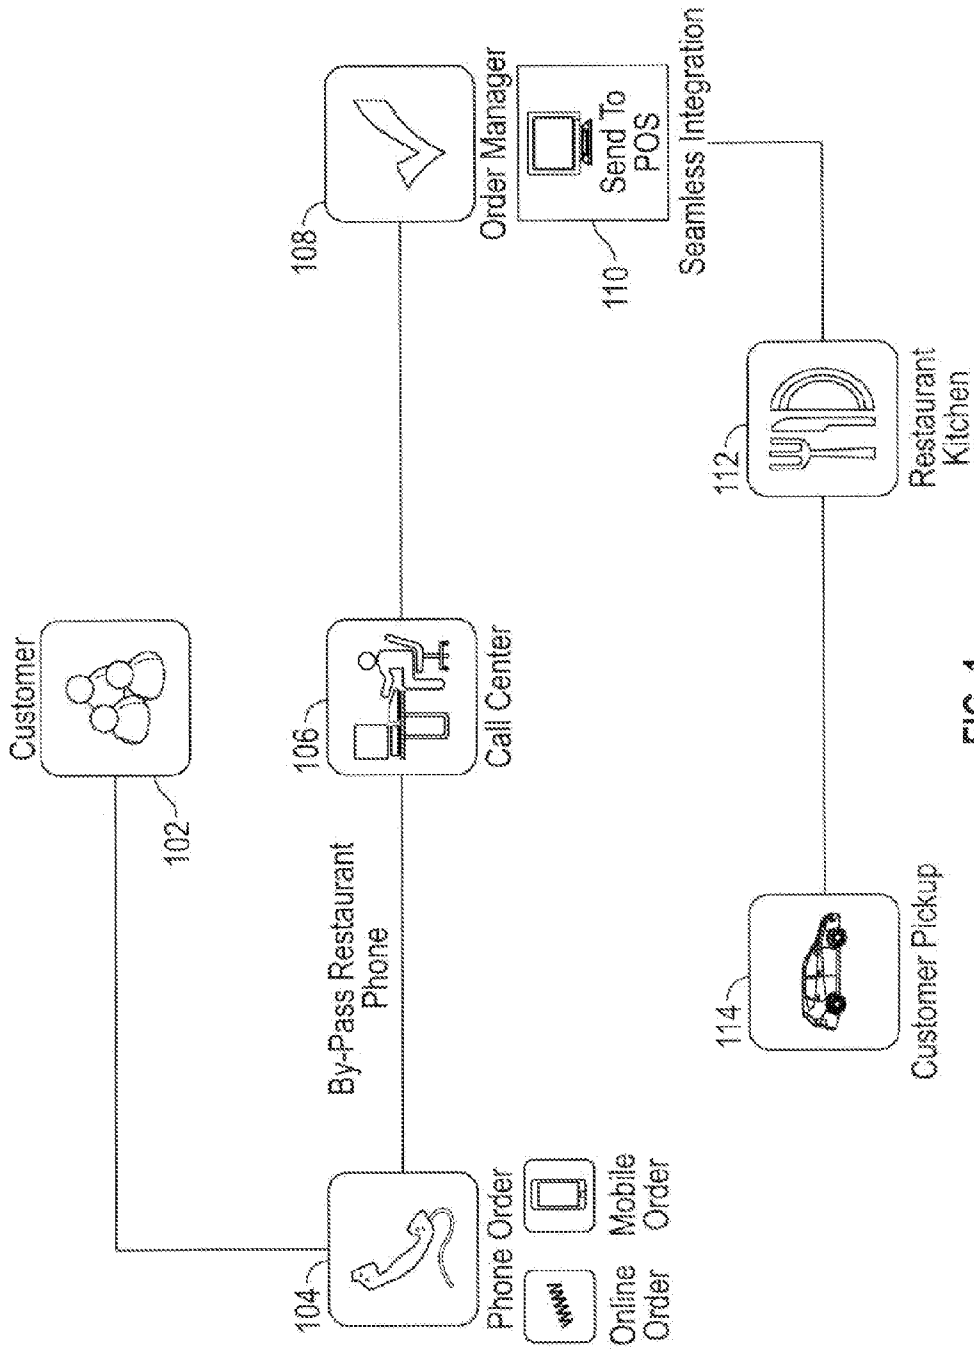 Customer
102
104
Phone Order
Online
Order
Mobile
Order
By-Pass Restaurant
Phone
106
Call Center
108
Order Manager
110
Send To
POS
Seamless Integration
112
Restaurant
Kitchen
114
Customer Pickup